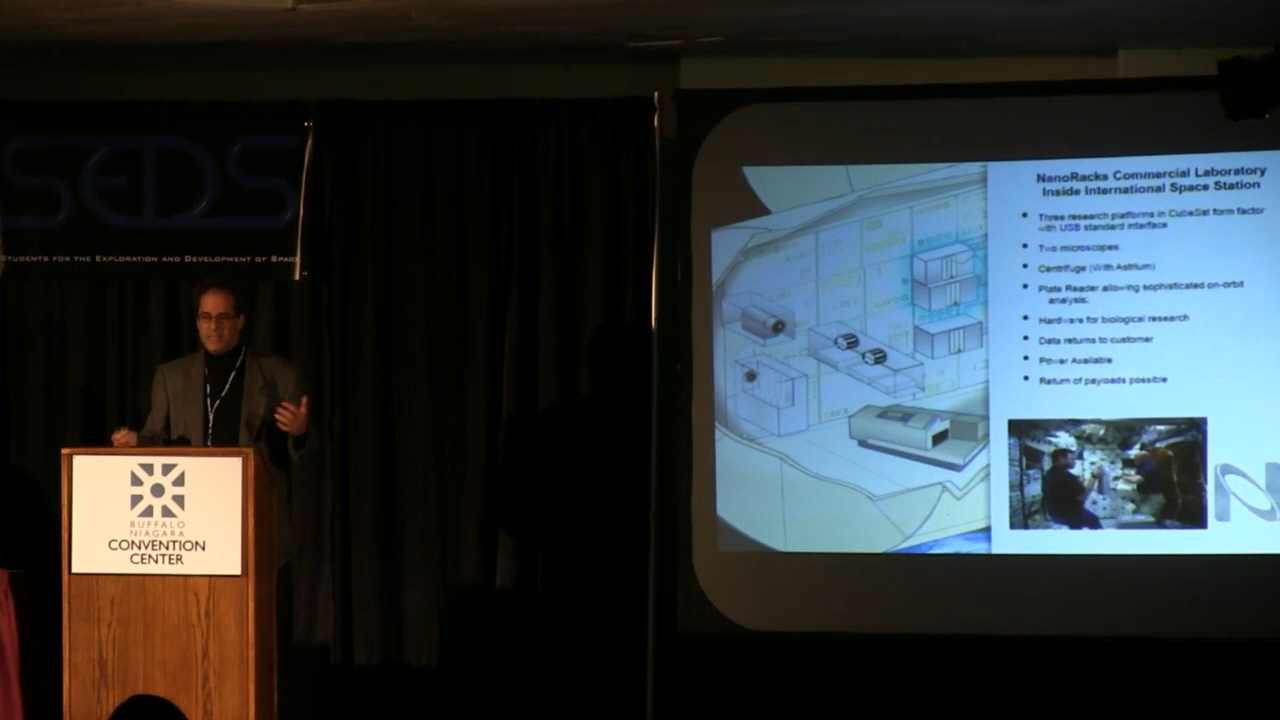 SEDS
STUDENTS FOR THE EXPLORATION AND DEVELOPMENT OF SPACE
BUFFALO
NIAGARA
CONVENTION
CENTER
NanoRacks Commercial Laboratory
Inside International Space Station
• Three research platforms in CubeSat form factor
with USB standard interface
• Two microscopes:
• Centrifuge (With Astrium)
• Plate Reader allowing sophisticated on-orbit
analysis;
• Hardware for biological research
• Data returns to customer
• Power Available
• Return of payloads possible
N